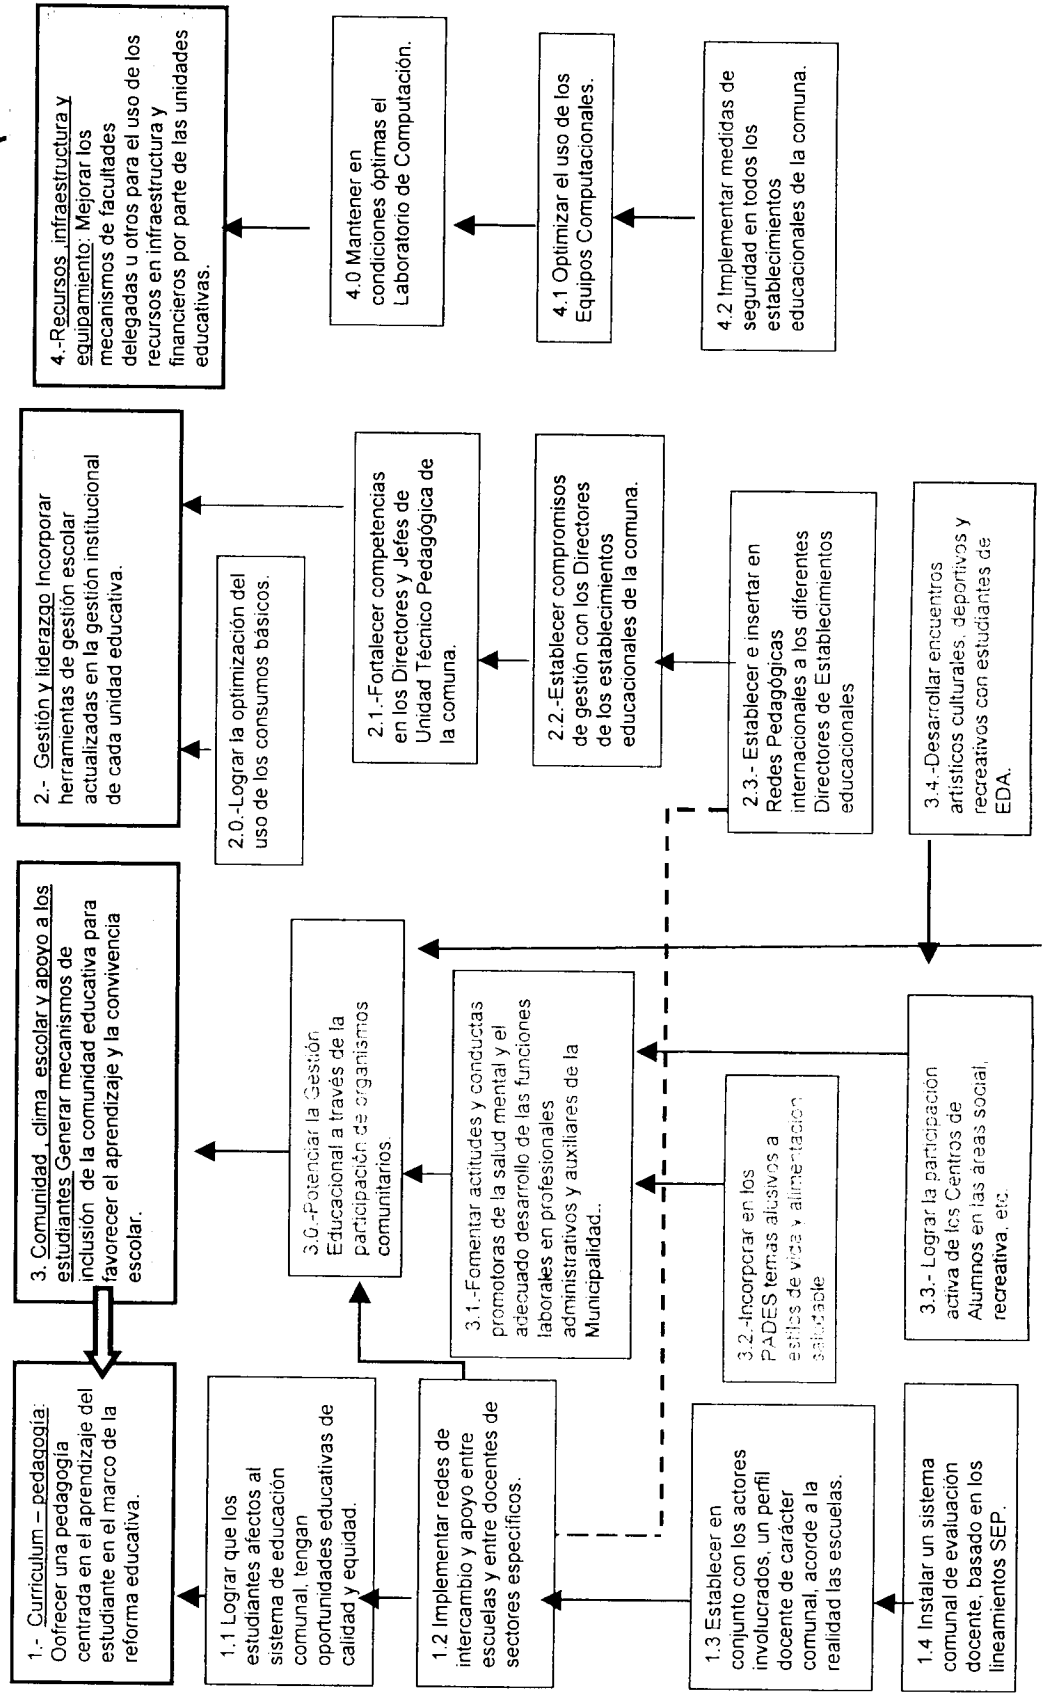 1.- Curriculum – pedagogía:
Oofrecer una pedagogía
centrada en el aprendizaje del
estudiante en el marco de la
reforma educativa.
3. Comunidad , clima escolar y apoyo a los
estudiantes Generar mecanismos de
inclusión de la comunidad educativa para
favorecer el aprendizaje y la convivencia
escolar.
2.- Gestión y liderazgo Incorporar
herramientas de gestión escolar
actualizadas en la gestión institucional
de cada unidad educativa.
4.-Recursos ,infraestructura y
equipamiento: Mejorar los
mecanismos de facultades
delegadas u otros para el uso de los
recursos en infraestructura y
financieros por parte de las unidades
educativas.
1.1 Lograr que los
estudiantes afectos al
sistema de educación
comunal, tengan
oportunidades educativas de
calidad y equidad.
3.0.-Potenciar la Gestión
Educacional a través de la
participación de organismos
comunitarios.
2.0.-Lograr la optimización del
uso de los consumos básicos.
4.0 Mantener en
condiciones óptimas el
Laboratorio de Computación.
1.2 Implementar redes de
intercambio y apoyo entre
escuelas y entre docentes de
sectores específicos.
3.1.-Fomentar actitudes y conductas
promotoras de la salud mental y el
adecuado desarrollo de las funciones
laborales en profesionales
administrativos y auxiliares de la
Municipalidad..
2.1.-Fortalecer competencias
en los Directores y Jefes de
Unidad Técnico Pedagógica de
la comuna.
4.1 Optimizar el uso de los
Equipos Computacionales.
1.3 Establecer en
conjunto con los actores
involucrados, un perfil
docente de carácter
comunal, acorde a la
realidad las escuelas.
3.2.-Incorporar en los
PADES temas alusivos a
estilos de vida y alimentación
saludable
2.2.-Establecer compromisos
de gestión con los Directores
de los establecimientos
educacionales de la comuna.
4.2 Implementar medidas de
seguridad en todos los
establecimientos
educacionales de la comuna.
1.4 Instalar un sistema
comunal de evaluación
docente, basado en los
lineamientos SEP.
3.3.- Lograr la participación
activa de los Centros de
Alumnos en las áreas social,
recreativa, etc.
2.3.- Establecer e insertar en
Redes Pedagógicas
internacionales a los diferentes
Directores de Establecimientos
educacionales
3.4.-Desarrollar encuentros
artísticos culturales, deportivos y
recreativos con estudiantes de
EDA.